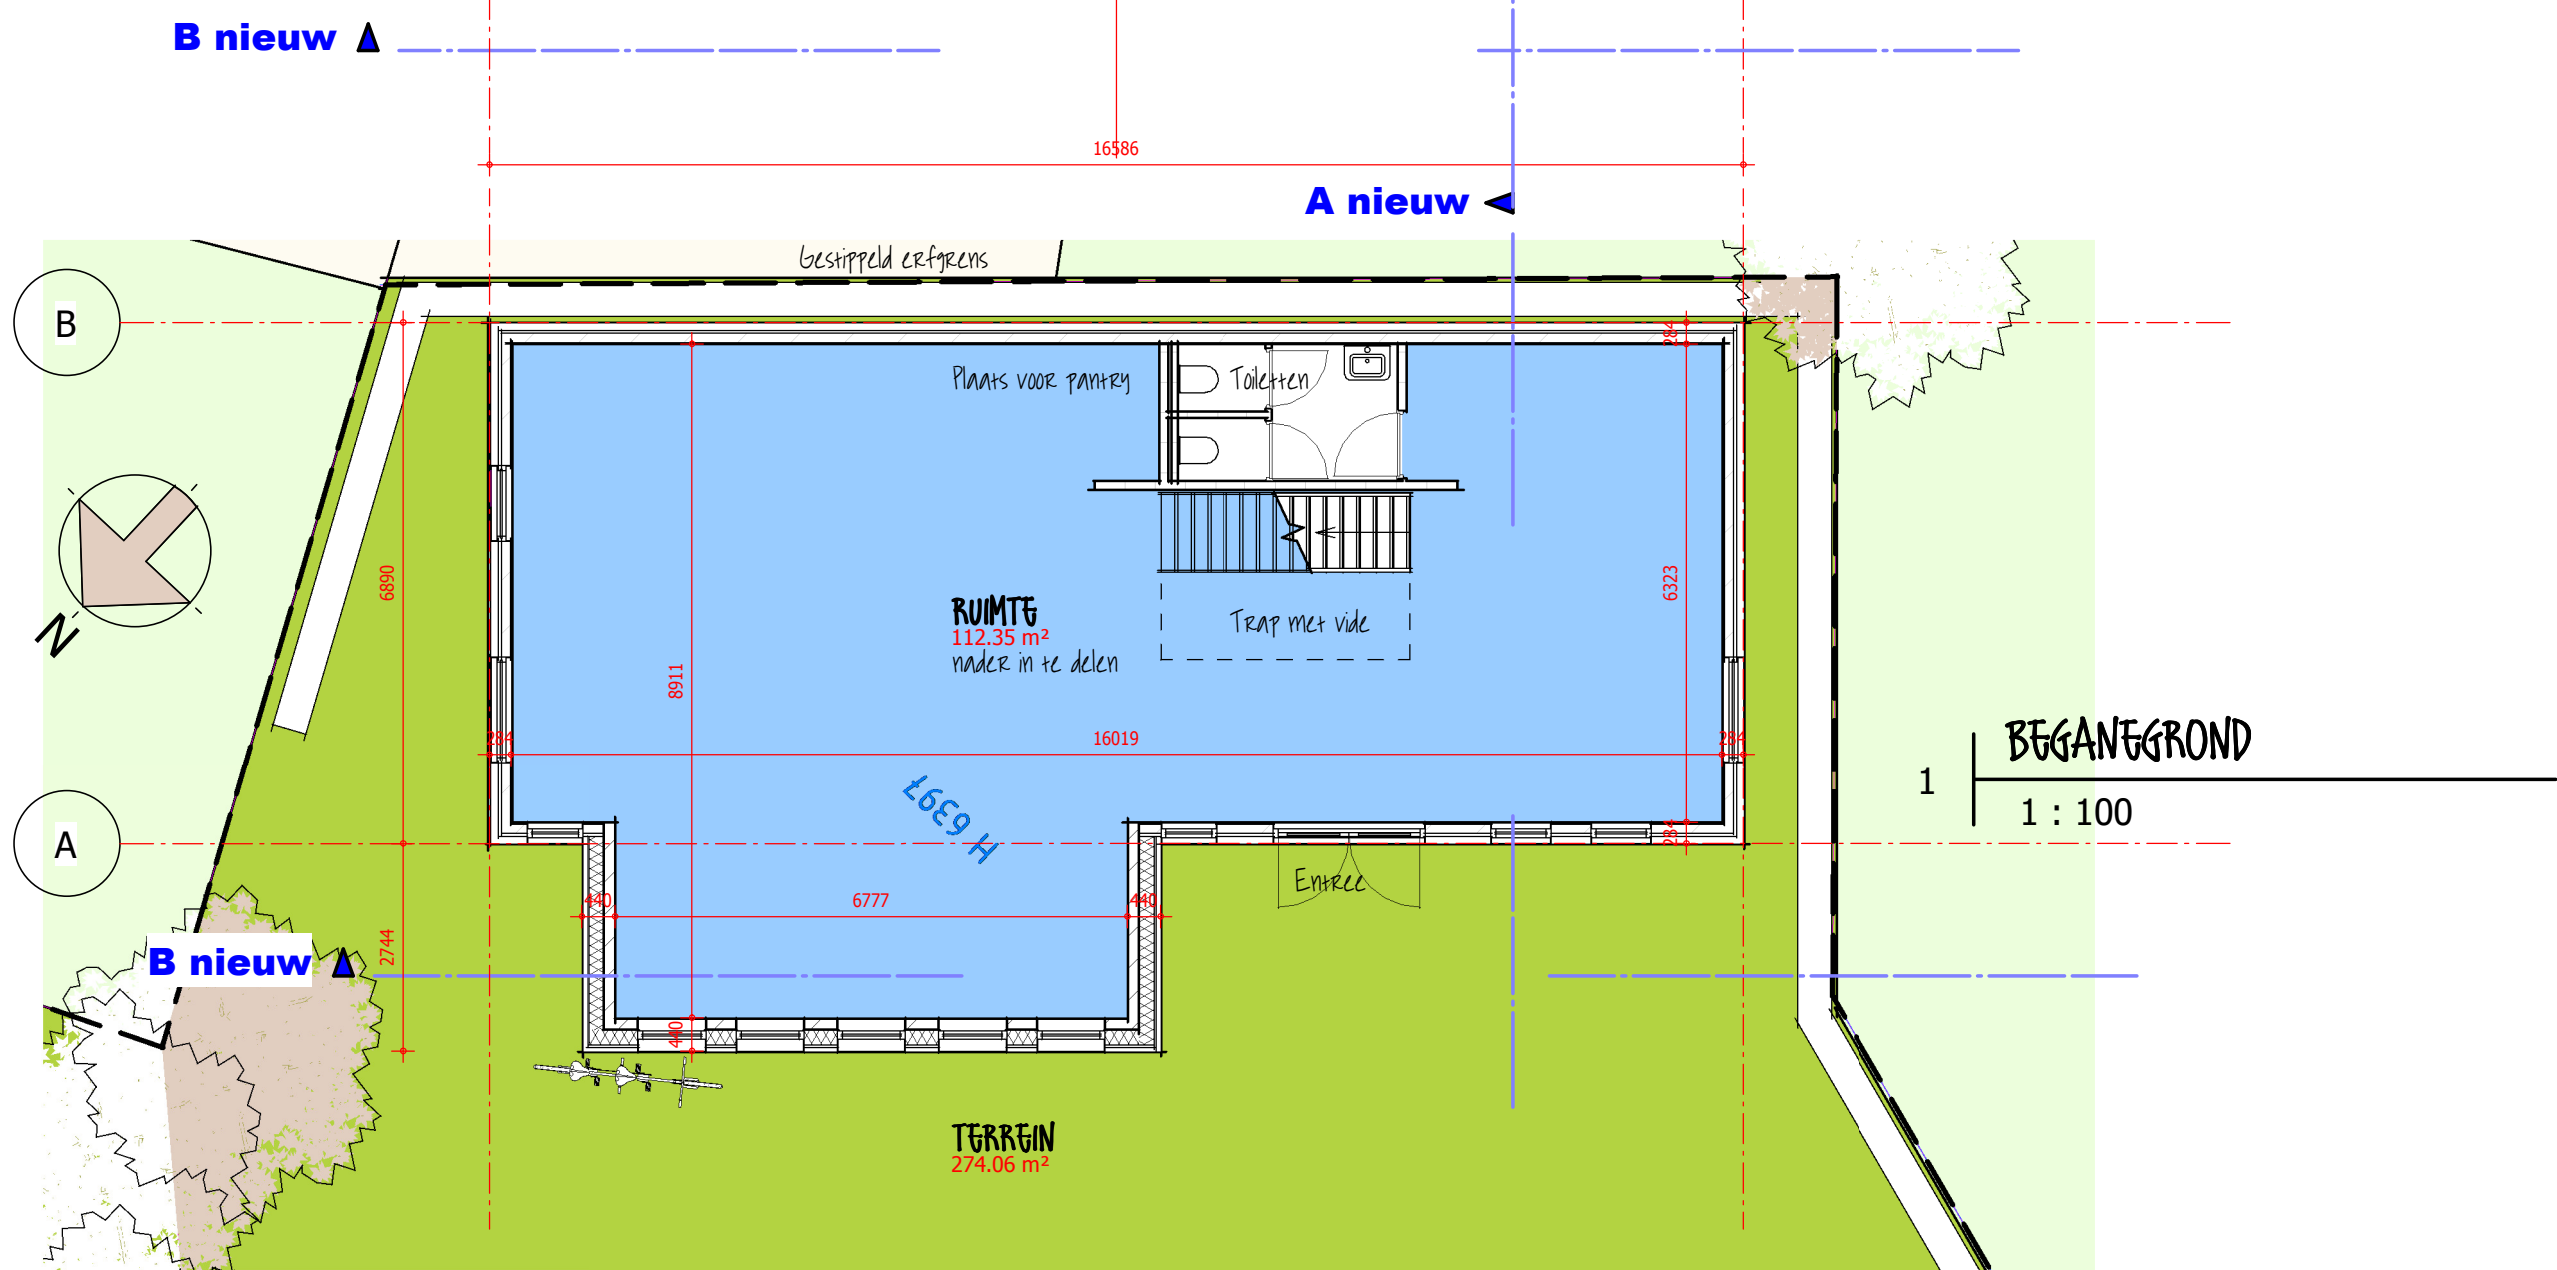 B nieuw
16586
A nieuw
Gestippeld erfgrens
B
284
Plaats voor pantry
Toiletten
6890
6323
N
RUIMTE
112.35 m²
nader in te delen
Trap met vide
8911
284
16019
284
BEGANEGROND
1
1 : 100
H 6397
A
284
Entree
440
6777
440
2744
B nieuw
440
TERREIN
274.06 m²